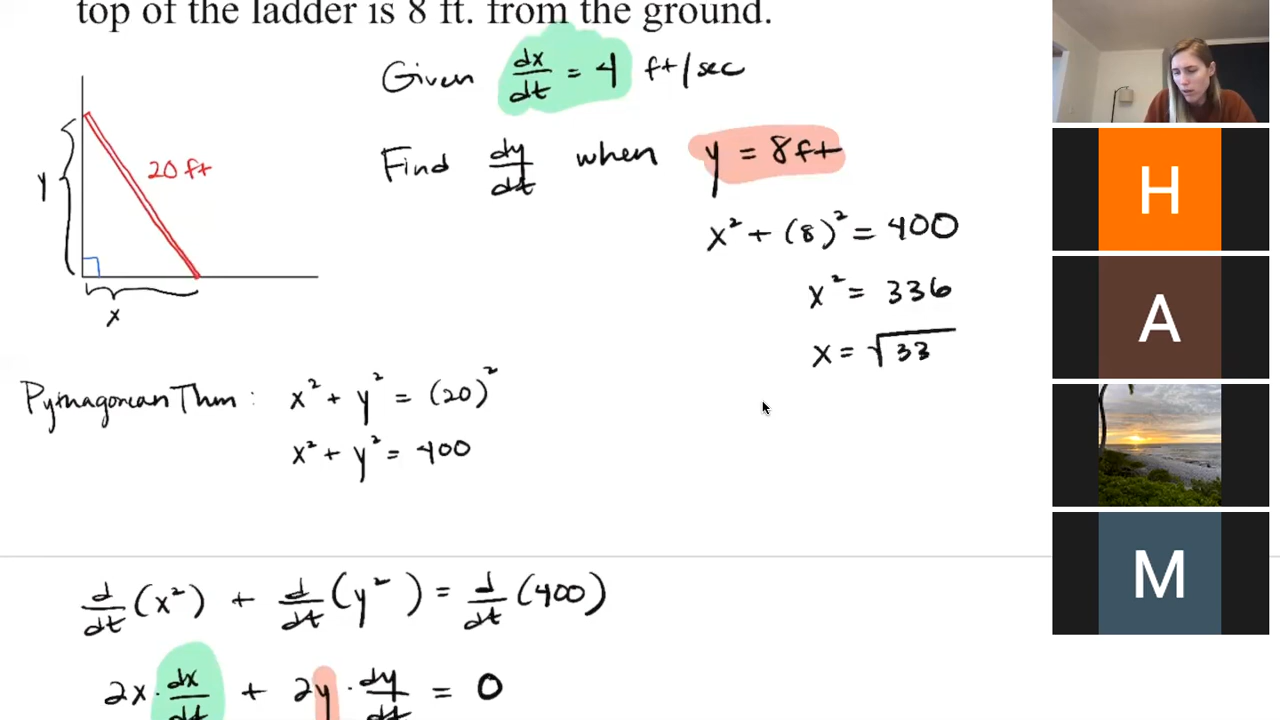 top of the ladder is 8 ft. from the ground.
Given dx/dt = 4 ft/sec
Find dy/dt when y = 8ft
y
20 ft
x
x² + (8)² = 400
x² = 336
x = √33
Pythagorean Thm: x² + y² = (20)²
x² + y² = 400
d/dt (x²) + d/dt (y²) = d/dt (400)
2x · dx/dt + 2y · dy/dt = 0
H
A
M